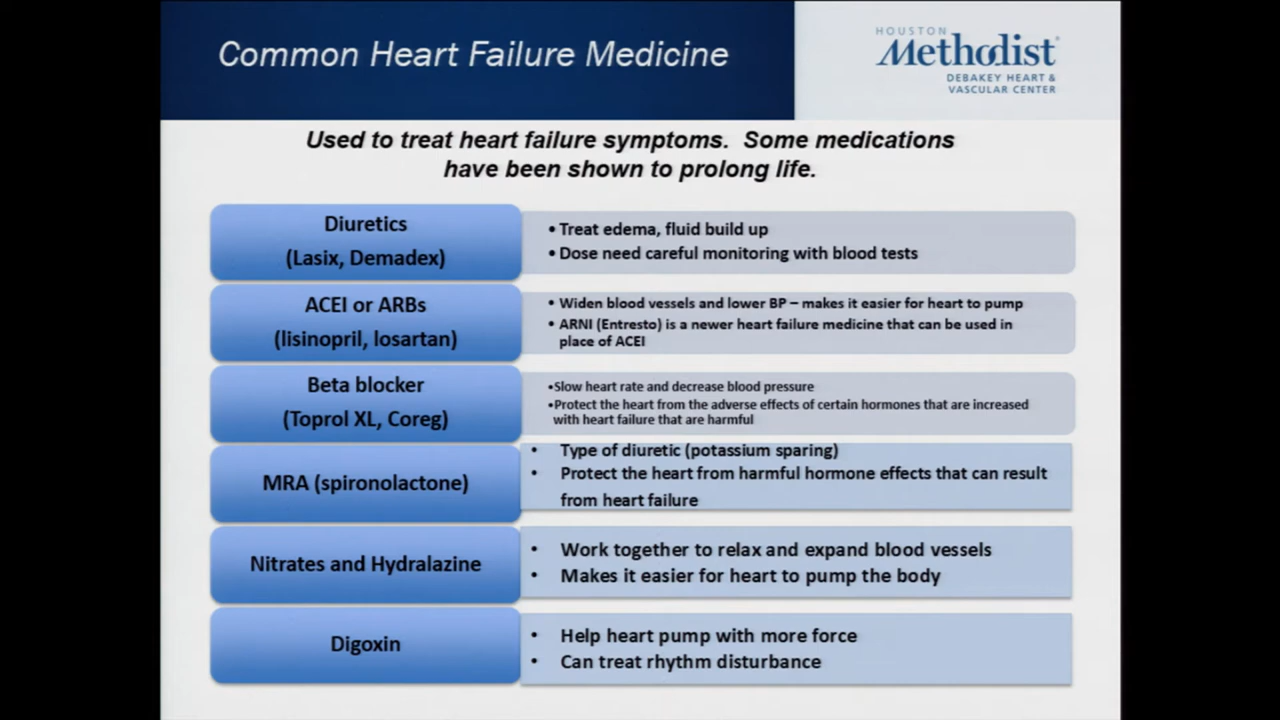 Common Heart Failure Medicine
HOUSTON
Methodist®
DEBAKEY HEART &
VASCULAR CENTER
Used to treat heart failure symptoms. Some medications
have been shown to prolong life.
Diuretics
(Lasix, Demadex)
• Treat edema, fluid build up
• Dose need careful monitoring with blood tests
ACEI or ARBs
(lisinopril, losartan)
• Widen blood vessels and lower BP – makes it easier for heart to pump
• ARNI (Entresto) is a newer heart failure medicine that can be used in
place of ACEI
Beta blocker
(Toprol XL, Coreg)
•Slow heart rate and decrease blood pressure
•Protect the heart from the adverse effects of certain hormones that are increased
with heart failure that are harmful
MRA (spironolactone)
• Type of diuretic (potassium sparing)
• Protect the heart from harmful hormone effects that can result
from heart failure
Nitrates and Hydralazine
• Work together to relax and expand blood vessels
• Makes it easier for heart to pump the body
Digoxin
• Help heart pump with more force
• Can treat rhythm disturbance